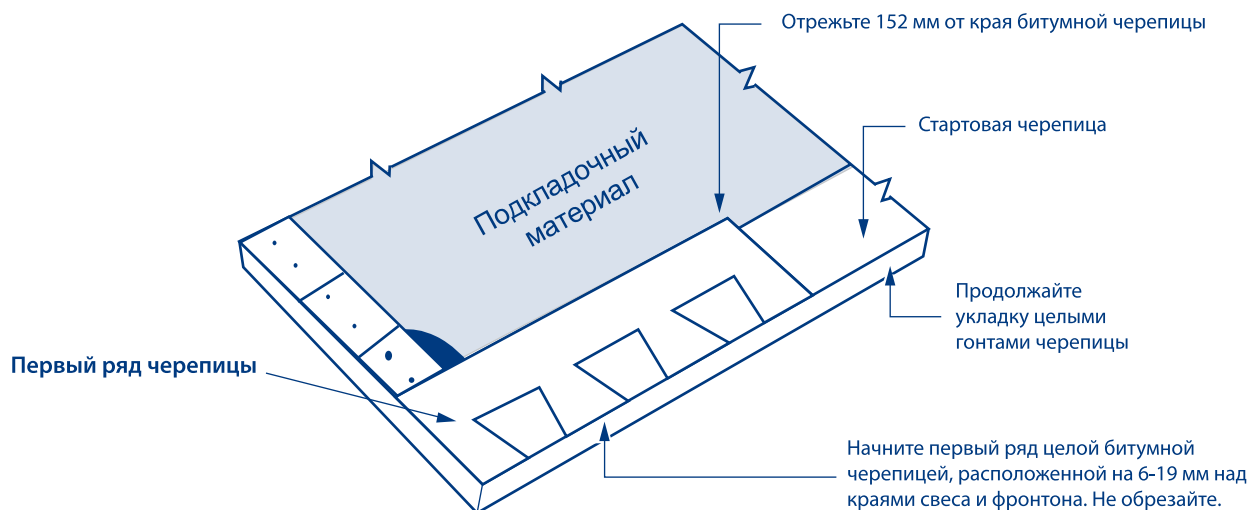 Отрежьте 152 мм от края битумной черепицы
Стартовая черепица
Подкладочный
материал
Продолжайте
укладку целыми
гонтами черепицы
Первый ряд черепицы
Начните первый ряд целой битумной
черепицей, расположенной на 6-19 мм над
краями свеса и фронтона. Не обрезайте.